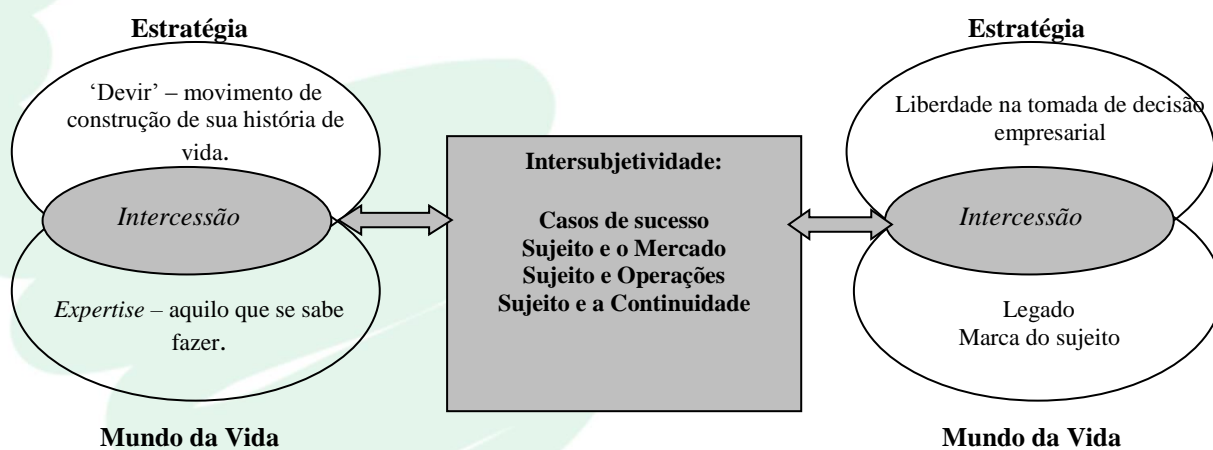 Estratégia
‘Devir’ – movimento de
construção de sua história de
vida.
Intercessão
Expertise – aquilo que se sabe
fazer.
Mundo da Vida
Intersubjetividade:
Casos de sucesso
Sujeito e o Mercado
Sujeito e Operações
Sujeito e a Continuidade
Estratégia
Liberdade na tomada de decisão
empresarial
Intercessão
Legado
Marca do sujeito
Mundo da Vida